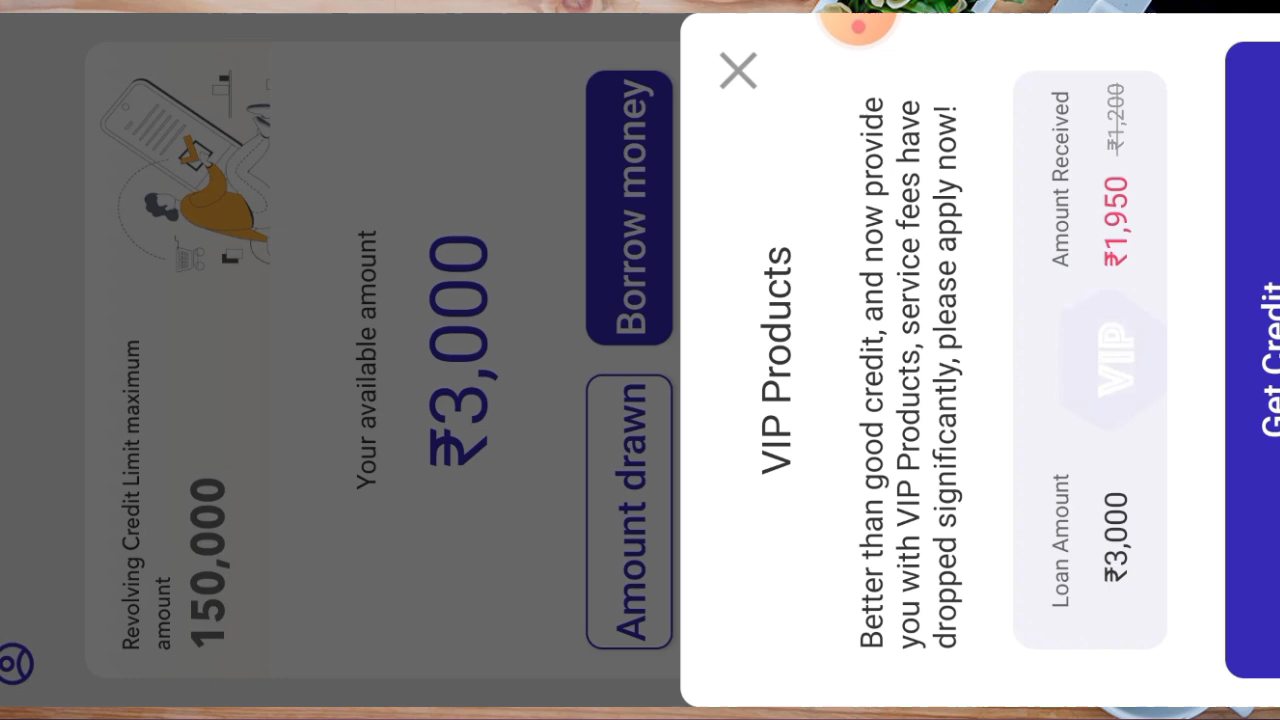 Revolving Credit Limit maximum
amount
150,000
Your available amount
₹3,000
Amount drawn Borrow money
VIP Products
Better than good credit, and now provide
you with VIP Products, service fees have
dropped significantly, please apply now!
Loan Amount Amount Received
₹3,000 VIP ₹1,950 ₹1,200
Get Credit